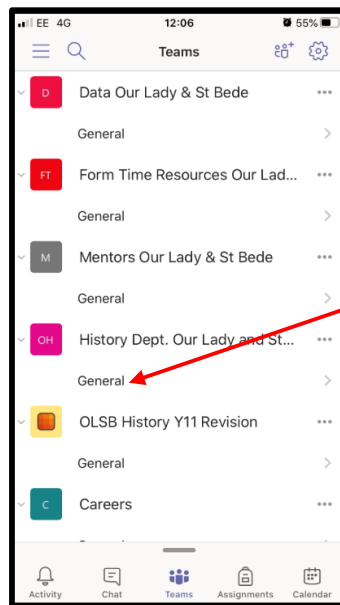 EE 4G 12:06 55%
Teams
D Data Our Lady & St Bede
General
FT Form Time Resources Our Lad...
General
M Mentors Our Lady & St Bede
General
OH History Dept. Our Lady and St...
General
OLSB History Y11 Revision
General
C Careers
Activity Chat Teams Assignments Calendar